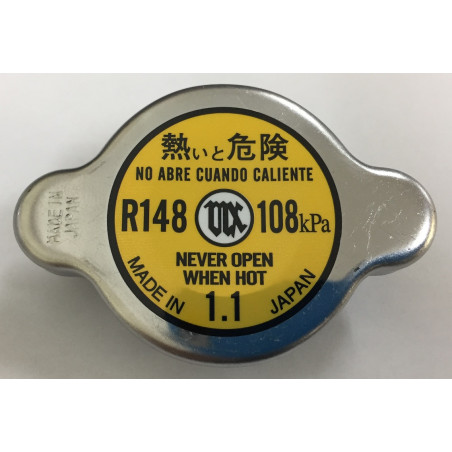 熱いと危険
NO ABRE CUANDO CALIENTE
R148 108kPa
NEVER OPEN
WHEN HOT
MADE IN 1.1 JAPAN
MADE IN
JAPAN